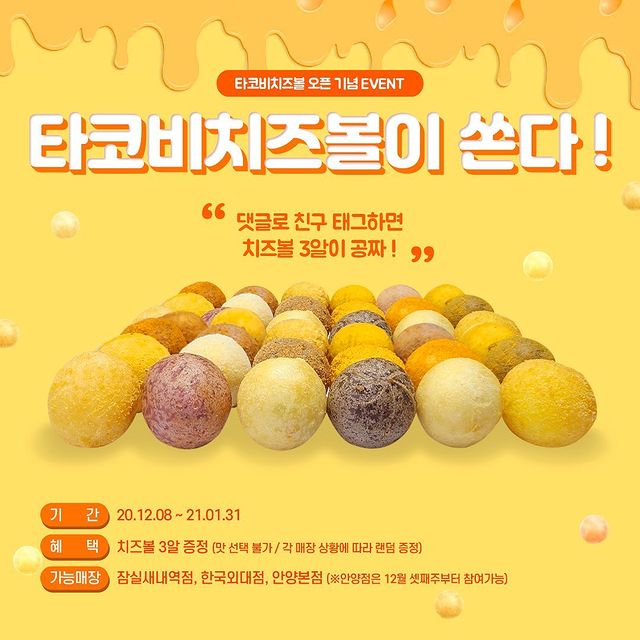 타코비치즈볼 오픈 기념 EVENT
타코비치즈볼이 쏜다 !
“ 댓글로 친구 태그하면
치즈볼 3알이 공짜 ! ”
기 간 20.12.08 ~ 21.01.31
혜 택 치즈볼 3알 증정 (맛 선택 불가 / 각 매장 상황에 따라 랜덤 증정)
가능매장 잠실새내역점, 한국외대점, 안양본점 (※안양점은 12월 셋째주부터 참여가능)